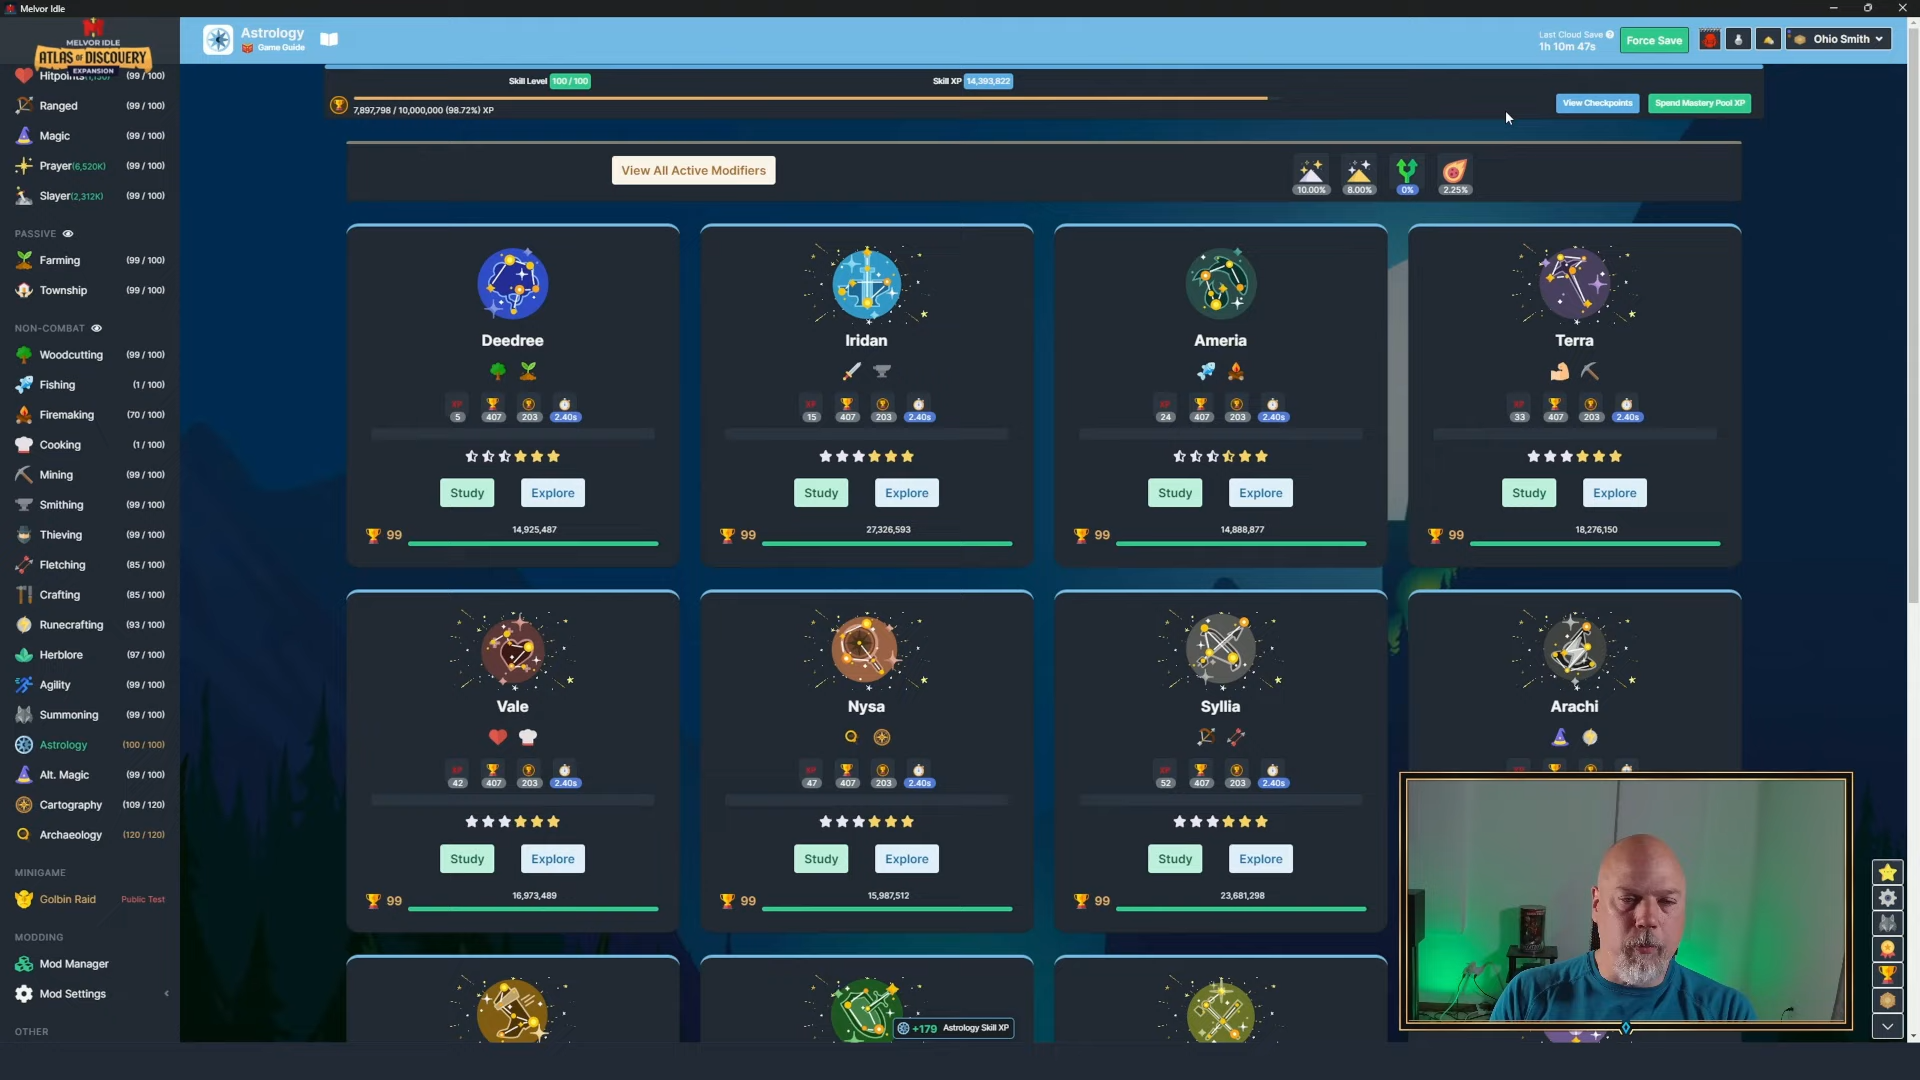 Melvor Idle
MELVOR IDLE
ATLAS OF DISCOVERY
EXPANSION
Astrology
Game Guide
Last Cloud Save
1h 10m 47s
Force Save
Ohio Smith
Skill Level 100 / 100
Skill XP 14,393,822
7,897,798 / 10,000,000 (98.72%) XP
View Checkpoints
Spend Mastery Pool XP
View All Active Modifiers
10.00% 8.00% 0% 2.25%
Hitpoints (99 / 100)
Ranged (99 / 100)
Magic (99 / 100)
Prayer(6,520K) (99 / 100)
Slayer(2,312K) (99 / 100)
PASSIVE
Farming (99 / 100)
Township (99 / 100)
NON-COMBAT
Woodcutting (99 / 100)
Fishing (1 / 100)
Firemaking (70 / 100)
Cooking (1 / 100)
Mining (99 / 100)
Smithing (99 / 100)
Thieving (99 / 100)
Fletching (85 / 100)
Crafting (85 / 100)
Runecrafting (93 / 100)
Herblore (97 / 100)
Agility (99 / 100)
Summoning (99 / 100)
Astrology (100 / 100)
Alt. Magic (99 / 100)
Cartography (109 / 120)
Archaeology (120 / 120)
MINIGAME
Golbin Raid Public Test
MODDING
Mod Manager
Mod Settings
OTHER
Deedree
XP
5 407 203 2.40s
Study Explore
99 14,925,487
Iridan
XP
15 407 203 2.40s
Study Explore
99 27,326,593
Ameria
XP
24 407 203 2.40s
Study Explore
99 14,888,877
Terra
XP
33 407 203 2.40s
Study Explore
99 18,276,150
Vale
XP
42 407 203 2.40s
Study Explore
99 16,973,489
Nysa
XP
47 407 203 2.40s
Study Explore
99 15,987,512
Syllia
XP
52 407 203 2.40s
Study Explore
99 23,681,298
Arachi
XP
+179 Astrology Skill XP